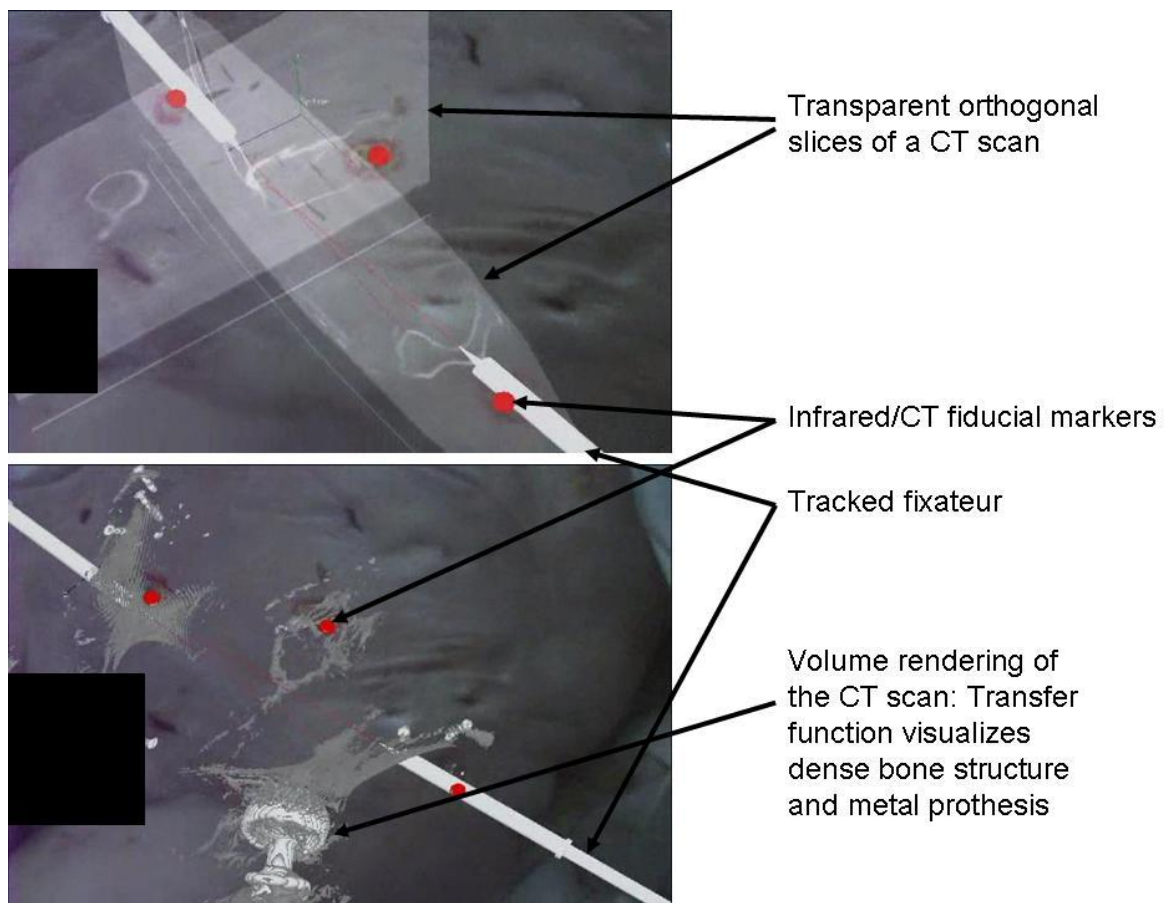 Transparent orthogonal
slices of a CT scan
Infrared/CT fiducial markers
Tracked fixateur
Volume rendering of
the CT scan: Transfer
function visualizes
dense bone structure
and metal prothesis